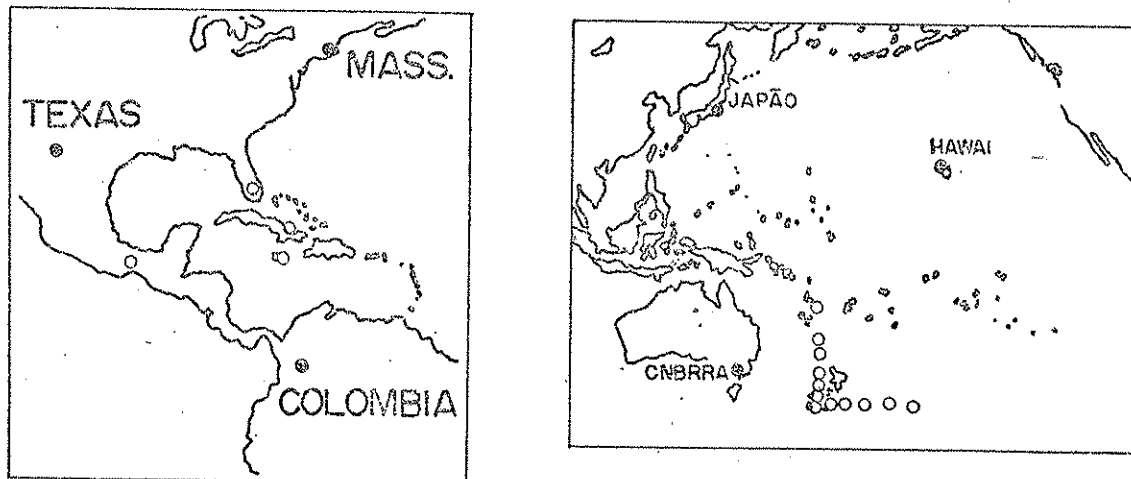 MASS.
TEXAS
COLOMBIA
JAPÃO
HAWAI
CNBRRA